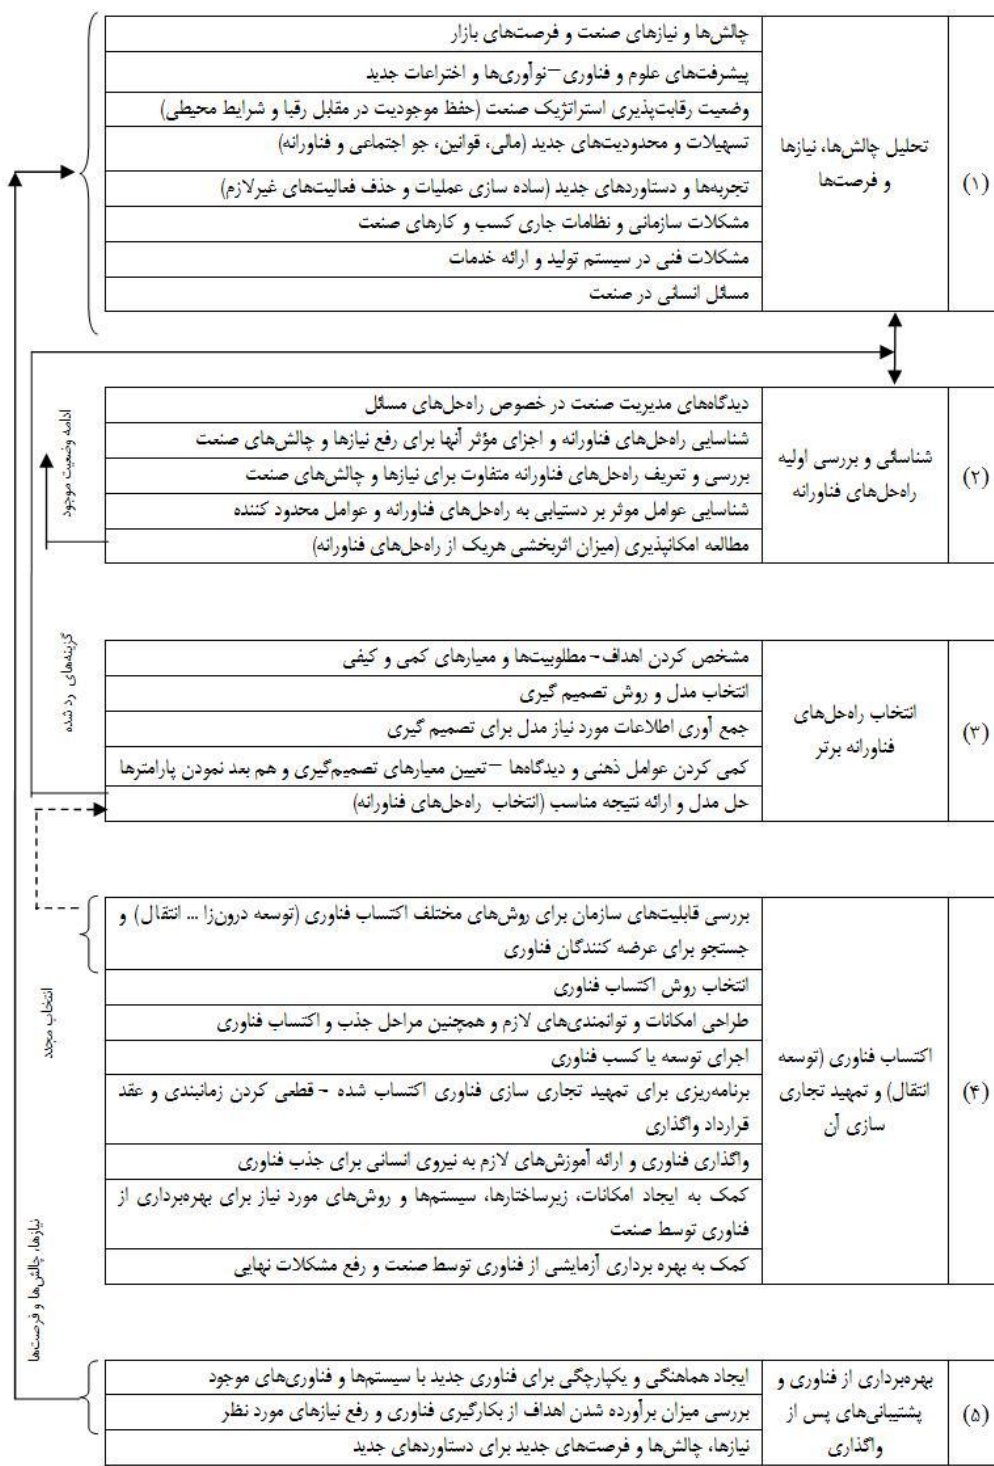 (۱)
تحلیل چالش‌ها، نیازها
و فرصت‌ها
چالش‌ها و نیازهای صنعت و فرصت‌های بازار
پیشرفت‌های علوم و فناوری–نوآوری‌ها و اختراعات جدید
وضعیت رقابت‌پذیری استراتژیک صنعت (حفظ موجودیت در مقابل رقبا و شرایط محیطی)
تسهیلات و محدودیت‌های جدید (مالی، قوانین، جو اجتماعی و فناورانه)
تجربه‌ها و دستاوردهای جدید (ساده سازی عملیات و حذف فعالیت‌های غیرلازم)
مشکلات سازمانی و نظامات جاری کسب و کارهای صنعت
مشکلات فنی در سیستم تولید و ارائه خدمات
مسائل انسانی در صنعت
(۲)
شناسائی و بررسی اولیه
راه‌حل‌های فناورانه
دیدگاه‌های مدیریت صنعت در خصوص راه‌حل‌های مسائل
شناسایی راه‌حل‌های فناورانه و اجزای مؤثر آنها برای رفع نیازها و چالش‌های صنعت
بررسی و تعریف راه‌حل‌های فناورانه متفاوت برای نیازها و چالش‌های صنعت
شناسایی عوامل موثر بر دستیابی به راه‌حل‌های فناورانه و عوامل محدود کننده
مطالعه امکانپذیری (میزان اثربخشی هریک از راه‌حل‌های فناورانه)
ادامه وضعیت موجود
(۳)
انتخاب راه‌حل‌های
فناورانه برتر
مشخص کردن اهداف- مطلوبیت‌ها و معیارهای کمی و کیفی
انتخاب مدل و روش تصمیم گیری
جمع آوری اطلاعات مورد نیاز مدل برای تصمیم گیری
کمی کردن عوامل ذهنی و دیدگاه‌ها –تعیین معیارهای تصمیم‌گیری و هم بعد نمودن پارامترها
حل مدل و ارائه نتیجه مناسب (انتخاب راه‌حل‌های فناورانه)
گزینه‌های رد شده
(۴)
اکتساب فناوری (توسعه
انتقال) و تمهید تجاری
سازی آن
بررسی قابلیت‌های سازمان برای روش‌های مختلف اکتساب فناوری (توسعه درون‌زا ... انتقال) و
جستجو برای عرضه کنندگان فناوری
انتخاب روش اکتساب فناوری
طراحی امکانات و توانمندی‌های لازم و همچنین مراحل جذب و اکتساب فناوری
اجرای توسعه یا کسب فناوری
برنامه‌ریزی برای تمهید تجاری سازی فناوری اکتساب شده - قطعی کردن زمانبندی و عقد
قرارداد واگذاری
واگذاری فناوری و ارائه آموزش‌های لازم به نیروی انسانی برای جذب فناوری
کمک به ایجاد امکانات، زیرساختارها، سیستم‌ها و روش‌های مورد نیاز برای بهره‌برداری از
فناوری توسط صنعت
کمک به بهره برداری آزمایشی از فناوری توسط صنعت و رفع مشکلات نهایی
انتخاب مجدد
(۵)
بهره‌برداری از فناوری و
پشتیبانی‌های پس از
واگذاری
ایجاد هماهنگی و یکپارچگی برای فناوری جدید با سیستم‌ها و فناوری‌های موجود
بررسی میزان برآورده شدن اهداف از بکارگیری فناوری و رفع نیازهای مورد نظر
نیازها، چالش‌ها و فرصت‌های جدید برای دستاوردهای جدید
نیازها، چالش‌ها و فرصت‌ها